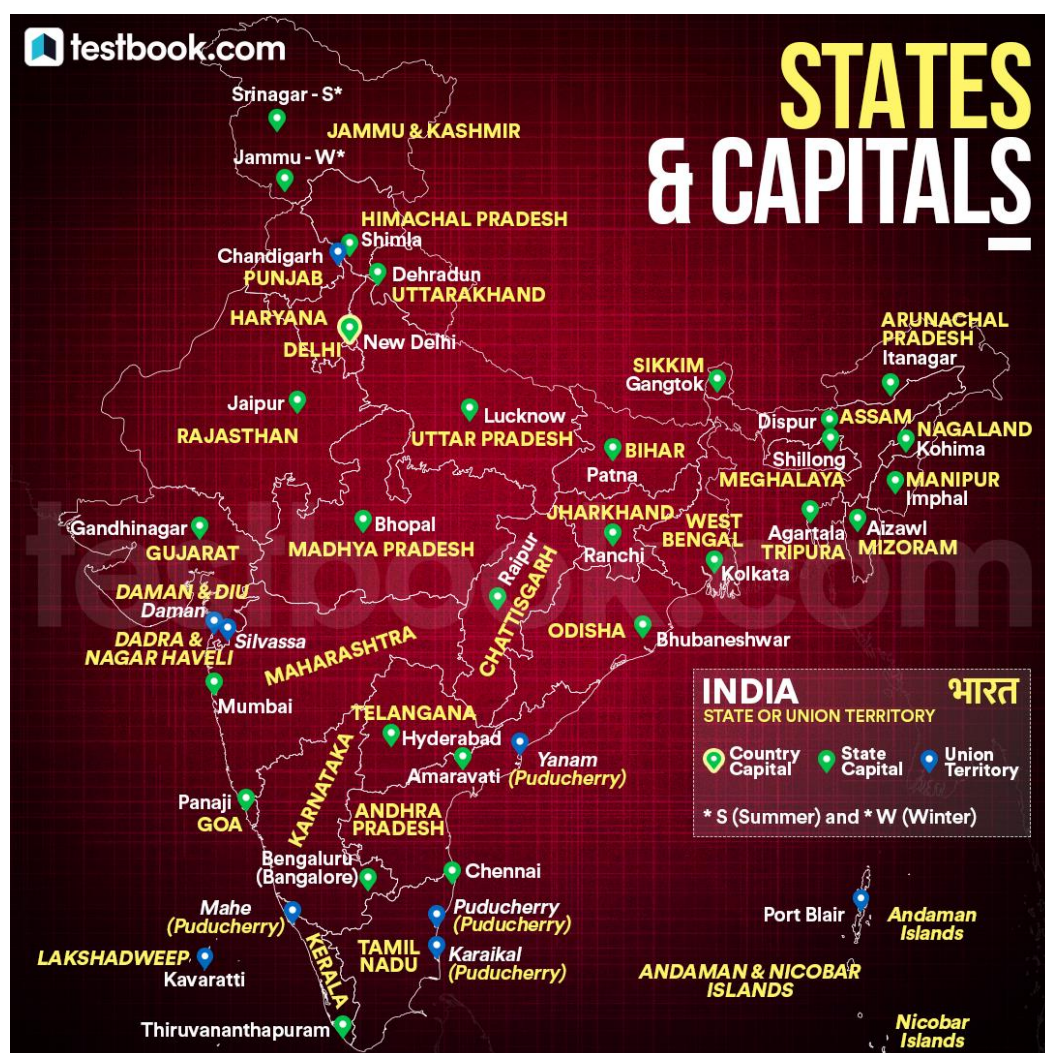 testbook.com
STATES
& CAPITALS
Srinagar - S*
JAMMU & KASHMIR
Jammu - W*
HIMACHAL PRADESH
Shimla
Chandigarh
PUNJAB
Dehradun
UTTARAKHAND
HARYANA
DELHI
New Delhi
ARUNACHAL
PRADESH
Itanagar
SIKKIM
Gangtok
Jaipur
RAJASTHAN
Lucknow
UTTAR PRADESH
Dispur
ASSAM
NAGALAND
Kohima
BIHAR
Patna
Shillong
MEGHALAYA
MANIPUR
Imphal
Gandhinagar
GUJARAT
Bhopal
MADHYA PRADESH
JHARKHAND
Ranchi
WEST
BENGAL
Kolkata
Agartala
TRIPURA
Aizawl
MIZORAM
testbook.com
Raipur
CHATTISGARH
DAMAN & DIU
Daman
DADRA &
NAGAR HAVELI
Silvassa
MAHARASHTRA
ODISHA
Bhubaneshwar
Mumbai
TELANGANA
Hyderabad
Amaravati
Yanam
(Puducherry)
INDIA
भारत
STATE OR UNION TERRITORY
Country
Capital
State
Capital
Union
Territory
* S (Summer) and * W (Winter)
Panaji
GOA
KARNATAKA
ANDHRA
PRADESH
Bengaluru
(Bangalore)
Chennai
Mahe
(Puducherry)
Puducherry
(Puducherry)
Port Blair
Andaman
Islands
LAKSHADWEEP
Kavaratti
KERALA
TAMIL
NADU
Karaikal
(Puducherry)
ANDAMAN & NICOBAR
ISLANDS
Thiruvananthapuram
Nicobar
Islands